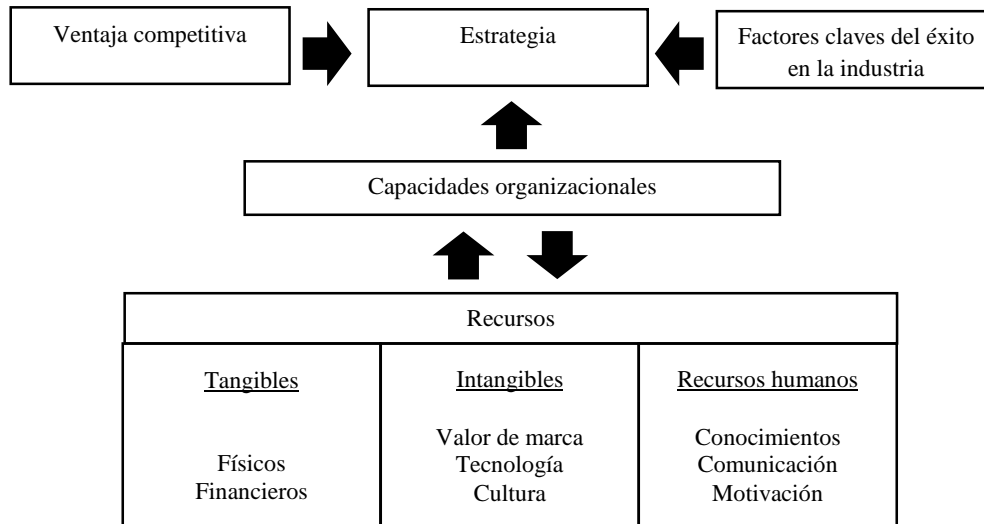 Ventaja competitiva
Estrategia
Factores claves del éxito
en la industria
Capacidades organizacionales
Recursos
Tangibles
Físicos
Financieros
Intangibles
Valor de marca
Tecnología
Cultura
Recursos humanos
Conocimientos
Comunicación
Motivación